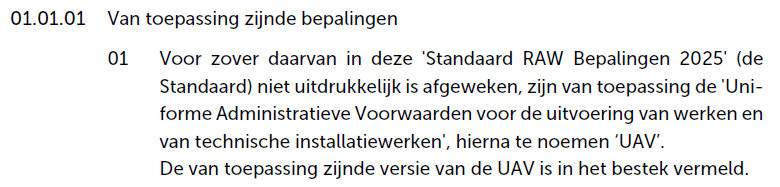 01.01.01 Van toepassing zijnde bepalingen
01 Voor zover daarvan in deze 'Standaard RAW Bepalingen 2025' (de
Standaard) niet uitdrukkelijk is afgeweken, zijn van toepassing de 'Uni-
forme Administratieve Voorwaarden voor de uitvoering van werken en
van technische installatiewerken', hierna te noemen ‘UAV’.
De van toepassing zijnde versie van de UAV is in het bestek vermeld.